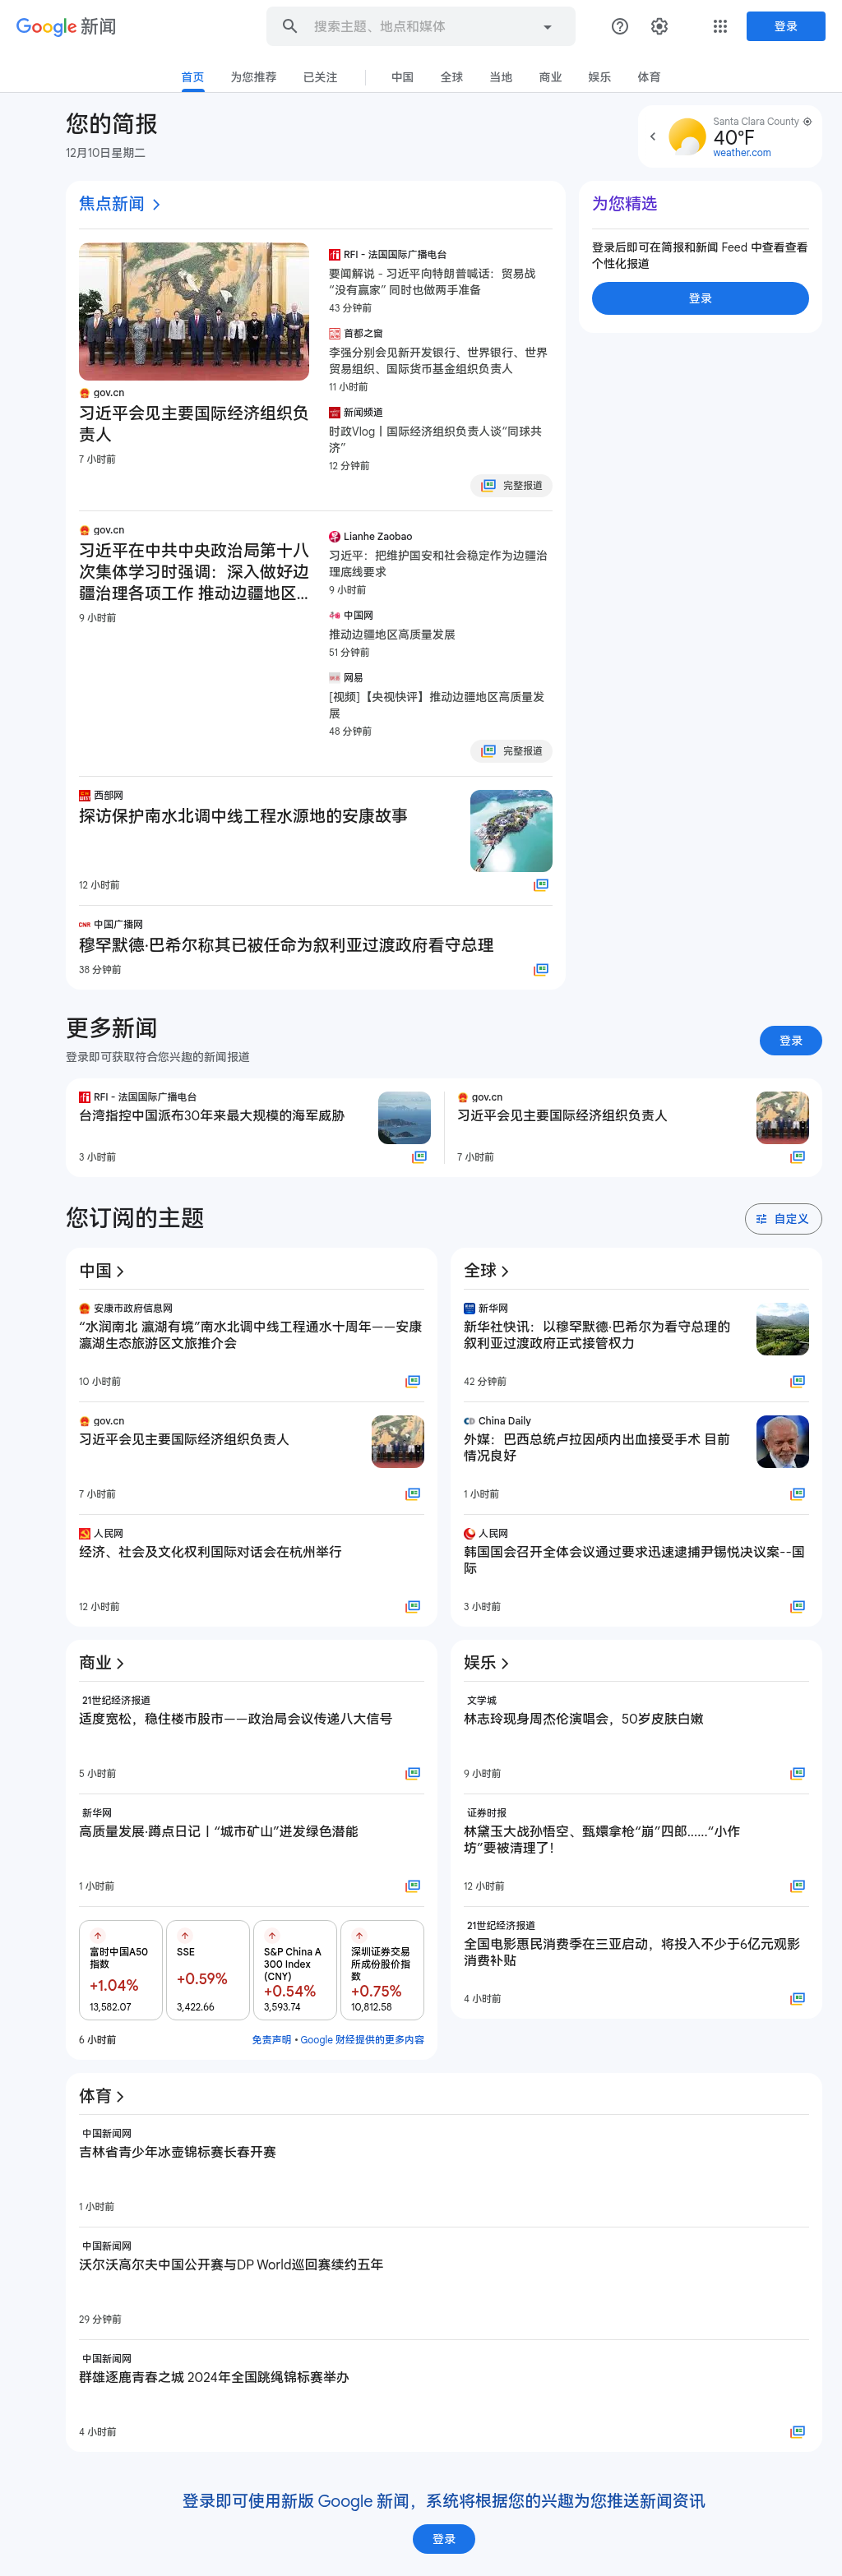 Google 新闻
搜索主题、地点和媒体
登录
首页
为您推荐
已关注
中国
全球
当地
商业
娱乐
体育
您的简报
12月10日星期二
Santa Clara County
40°F
weather.com
焦点新闻
gov.cn
习近平会见主要国际经济组织负
责人
7 小时前
RFI - 法国国际广播电台
要闻解说 - 习近平向特朗普喊话：贸易战
“没有赢家” 同时也做两手准备
43 分钟前
首都之窗
李强分别会见新开发银行、世界银行、世界
贸易组织、国际货币基金组织负责人
11 小时前
新闻频道
时政Vlog丨国际经济组织负责人谈“同球共
济”
12 分钟前
完整报道
gov.cn
习近平在中共中央政治局第十八
次集体学习时强调：深入做好边
疆治理各项工作 推动边疆地区...
9 小时前
Lianhe Zaobao
习近平：把维护国安和社会稳定作为边疆治
理底线要求
9 小时前
中国网
推动边疆地区高质量发展
51 分钟前
网易
[视频]【央视快评】推动边疆地区高质量发
展
48 分钟前
完整报道
西部网
探访保护南水北调中线工程水源地的安康故事
12 小时前
中国广播网
穆罕默德·巴希尔称其已被任命为叙利亚过渡政府看守总理
38 分钟前
为您精选
登录后即可在简报和新闻 Feed 中查看查看
个性化报道
登录
更多新闻
登录即可获取符合您兴趣的新闻报道
登录
RFI - 法国国际广播电台
台湾指控中国派布30年来最大规模的海军威胁
3 小时前
gov.cn
习近平会见主要国际经济组织负责人
7 小时前
您订阅的主题
自定义
中国
安康市政府信息网
“水润南北 瀛湖有境”南水北调中线工程通水十周年——安康
瀛湖生态旅游区文旅推介会
10 小时前
gov.cn
习近平会见主要国际经济组织负责人
7 小时前
人民网
经济、社会及文化权利国际对话会在杭州举行
12 小时前
全球
新华网
新华社快讯：以穆罕默德·巴希尔为看守总理的
叙利亚过渡政府正式接管权力
42 分钟前
China Daily
外媒：巴西总统卢拉因颅内出血接受手术 目前
情况良好
1 小时前
人民网
韩国国会召开全体会议通过要求迅速逮捕尹锡悦决议案--国
际
3 小时前
商业
21世纪经济报道
适度宽松，稳住楼市股市——政治局会议传递八大信号
5 小时前
新华网
高质量发展·蹲点日记丨“城市矿山”迸发绿色潜能
1 小时前
富时中国A50
指数
+1.04%
13,582.07
SSE
+0.59%
3,422.66
S&P China A
300 Index
(CNY)
+0.54%
3,593.74
深圳证券交易
所成份股价指
数
+0.75%
10,812.58
6 小时前
免责声明 • Google 财经提供的更多内容
娱乐
文学城
林志玲现身周杰伦演唱会，50岁皮肤白嫩
9 小时前
证券时报
林黛玉大战孙悟空、甄嬛拿枪“崩”四郎……“小作
坊”要被清理了！
12 小时前
21世纪经济报道
全国电影惠民消费季在三亚启动，将投入不少于6亿元观影
消费补贴
4 小时前
体育
中国新闻网
吉林省青少年冰壶锦标赛长春开赛
1 小时前
中国新闻网
沃尔沃高尔夫中国公开赛与DP World巡回赛续约五年
29 分钟前
中国新闻网
群雄逐鹿青春之城 2024年全国跳绳锦标赛举办
4 小时前
登录即可使用新版 Google 新闻，系统将根据您的兴趣为您推送新闻资讯
登录